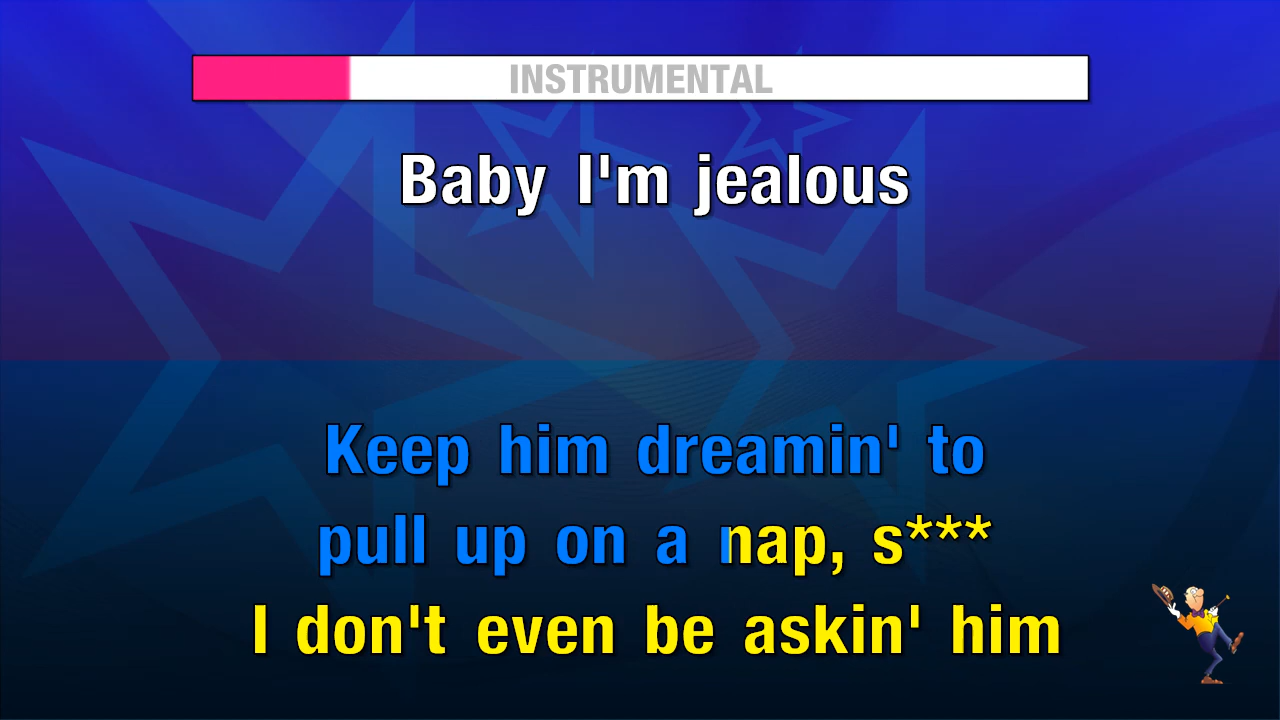 INSTRUMENTAL
Baby I'm jealous
Keep him dreamin' to
pull up on a nap, s***
I don't even be askin' him